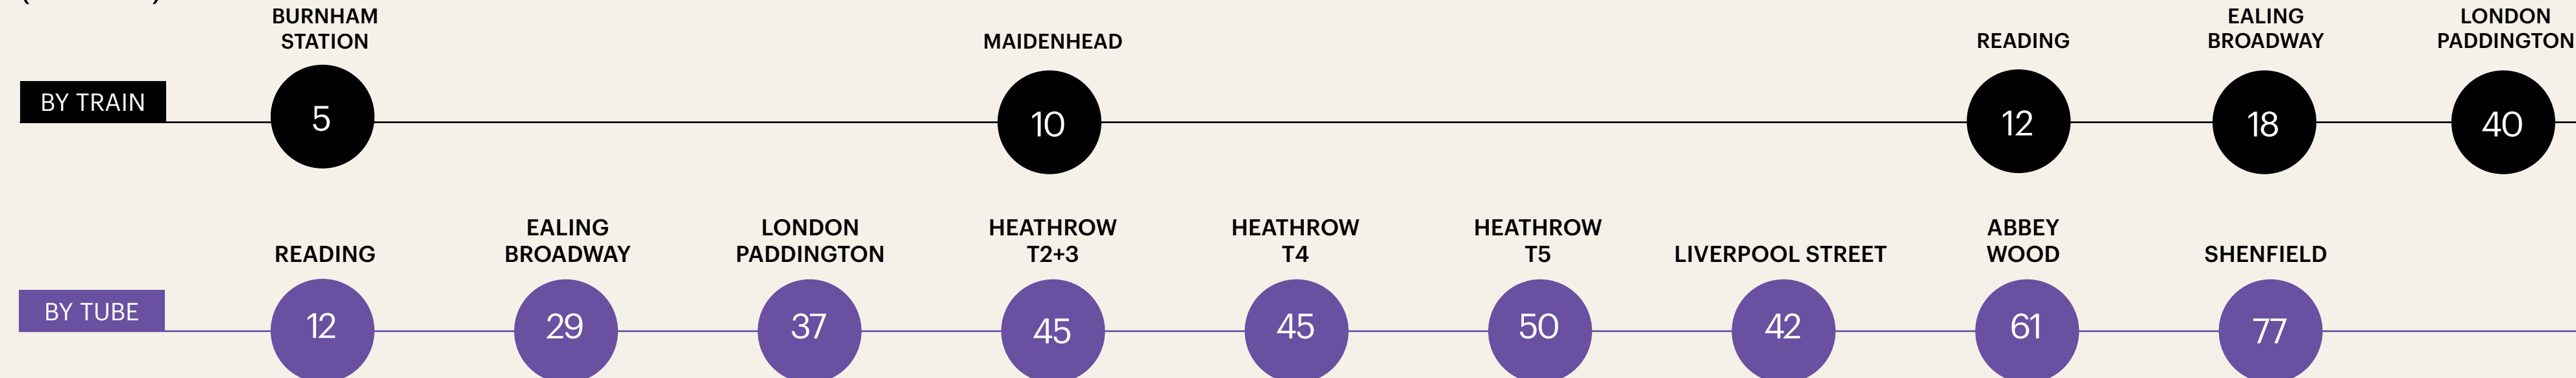 BURNHAM
STATION
MAIDENHEAD
READING
EALING
BROADWAY
LONDON
PADDINGTON
BY TRAIN
5
10
12
18
40
READING
EALING
BROADWAY
LONDON
PADDINGTON
HEATHROW
T2+3
HEATHROW
T4
HEATHROW
T5
LIVERPOOL STREET
ABBEY
WOOD
SHENFIELD
BY TUBE
12
29
37
45
45
50
42
61
77